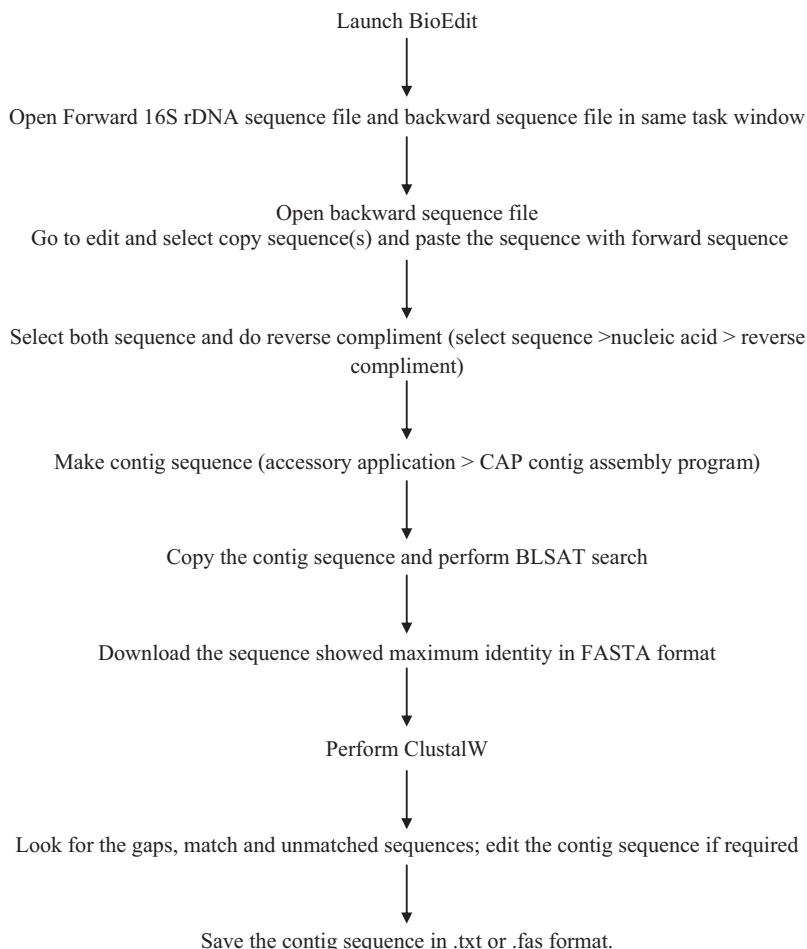 Launch BioEdit
Open Forward 16S rDNA sequence file and backward sequence file in same task window
Open backward sequence file
Go to edit and select copy sequence(s) and paste the sequence with forward sequence
Select both sequence and do reverse compliment (select sequence >nucleic acid > reverse
compliment)
Make contig sequence (accessory application > CAP contig assembly program)
Copy the contig sequence and perform BLSAT search
Download the sequence showed maximum identity in FASTA format
Perform ClustalW
Look for the gaps, match and unmatched sequences; edit the contig sequence if required
Save the contig sequence in .txt or .fas format.